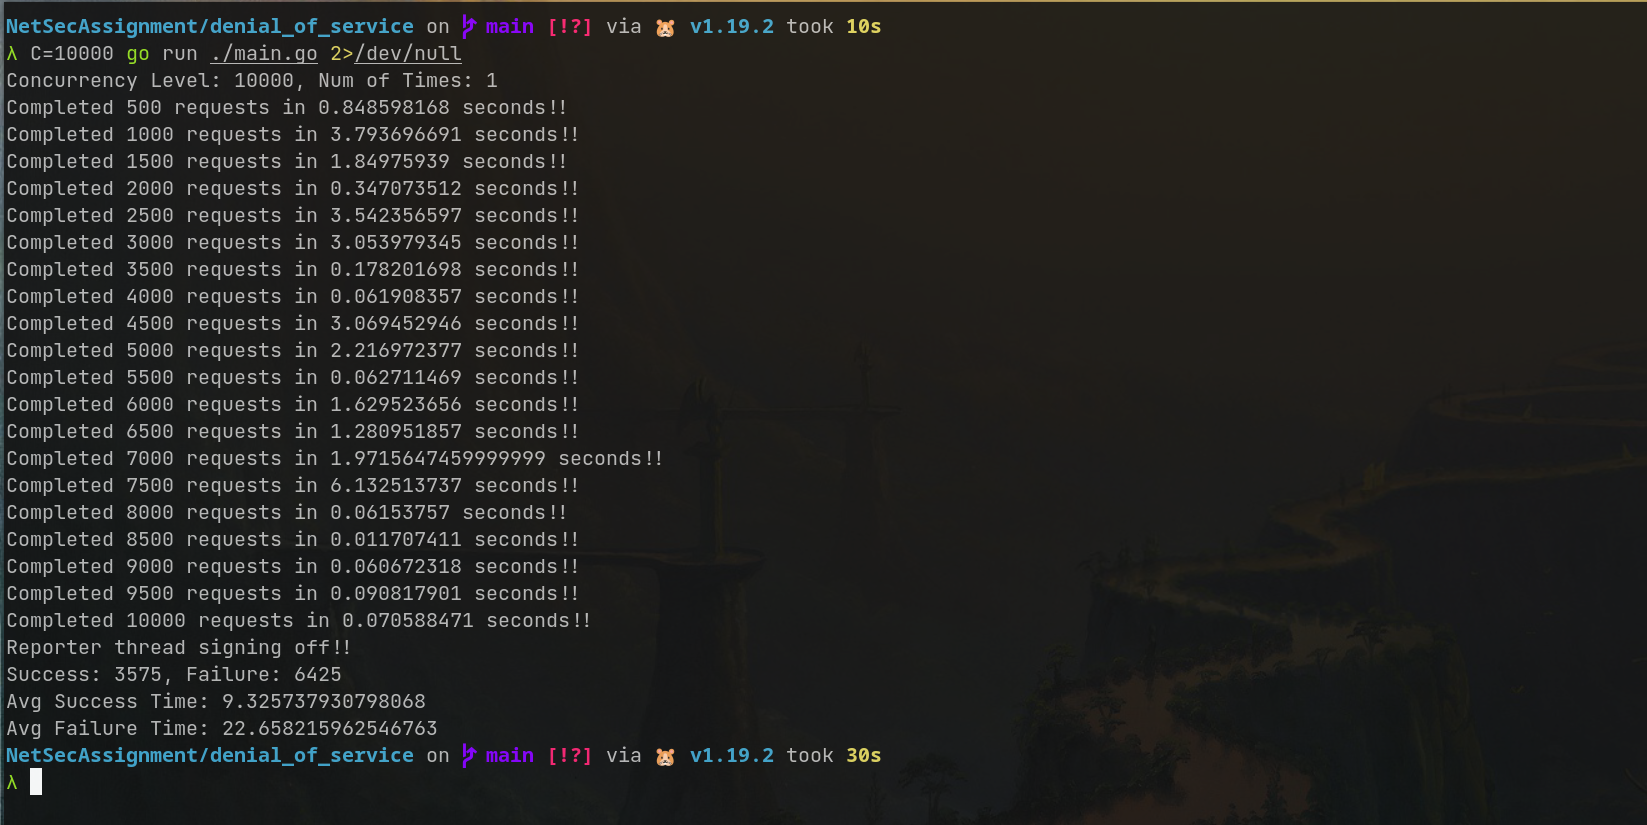 NetSecAssignment/denial_of_service on main [!?] via 🐹 v1.19.2 took 10s
λ C=10000 go run ./main.go 2>/dev/null
Concurrency Level: 10000, Num of Times: 1
Completed 500 requests in 0.848598168 seconds!!
Completed 1000 requests in 3.793696691 seconds!!
Completed 1500 requests in 1.84975939 seconds!!
Completed 2000 requests in 0.347073512 seconds!!
Completed 2500 requests in 3.542356597 seconds!!
Completed 3000 requests in 3.053979345 seconds!!
Completed 3500 requests in 0.178201698 seconds!!
Completed 4000 requests in 0.061908357 seconds!!
Completed 4500 requests in 3.069452946 seconds!!
Completed 5000 requests in 2.216972377 seconds!!
Completed 5500 requests in 0.062711469 seconds!!
Completed 6000 requests in 1.629523656 seconds!!
Completed 6500 requests in 1.280951857 seconds!!
Completed 7000 requests in 1.9715647459999999 seconds!!
Completed 7500 requests in 6.132513737 seconds!!
Completed 8000 requests in 0.06153757 seconds!!
Completed 8500 requests in 0.011707411 seconds!!
Completed 9000 requests in 0.060672318 seconds!!
Completed 9500 requests in 0.090817901 seconds!!
Completed 10000 requests in 0.070588471 seconds!!
Reporter thread signing off!!
Success: 3575, Failure: 6425
Avg Success Time: 9.325737930798068
Avg Failure Time: 22.658215962546763
NetSecAssignment/denial_of_service on main [!?] via 🐹 v1.19.2 took 30s
λ